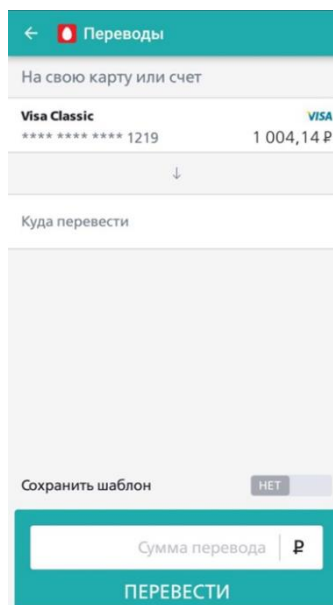 ← Переводы
На свою карту или счет
Visa Classic VISA
**** **** **** 1219 1 004,14 ₽
↓
Куда перевести
Сохранить шаблон НЕТ
Сумма перевода ₽
ПЕРЕВЕСТИ